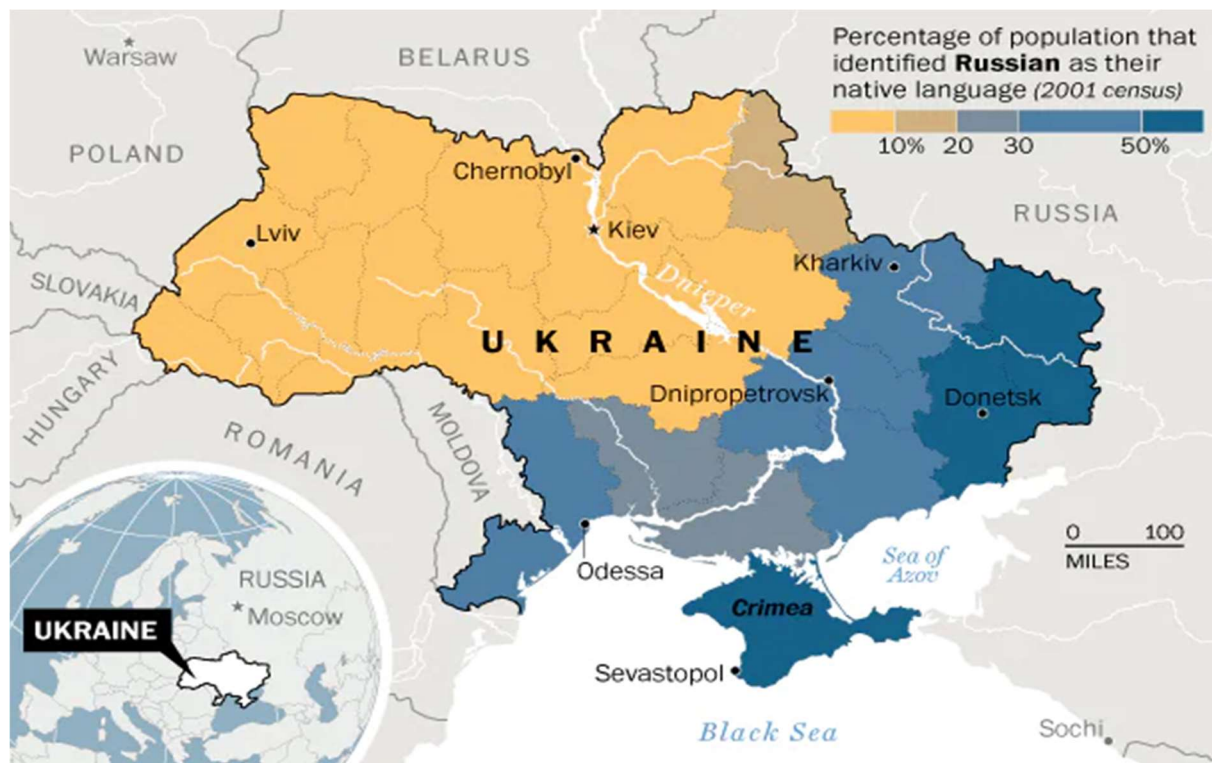 Percentage of population that
identified Russian as their
native language (2001 census)
10% 20 30 50%
Warsaw
BELARUS
POLAND
Chernobyl
RUSSIA
Lviv
Kiev
Kharkiv
SLOVAKIA
Dnieper
UKRAINE
HUNGARY
Dnipropetrovsk
Donetsk
ROMANIA
MOLDOVA
0 100
MILES
Sea of
Azov
Odessa
RUSSIA
Moscow
Crimea
UKRAINE
Sevastopol
Black Sea
Sochi